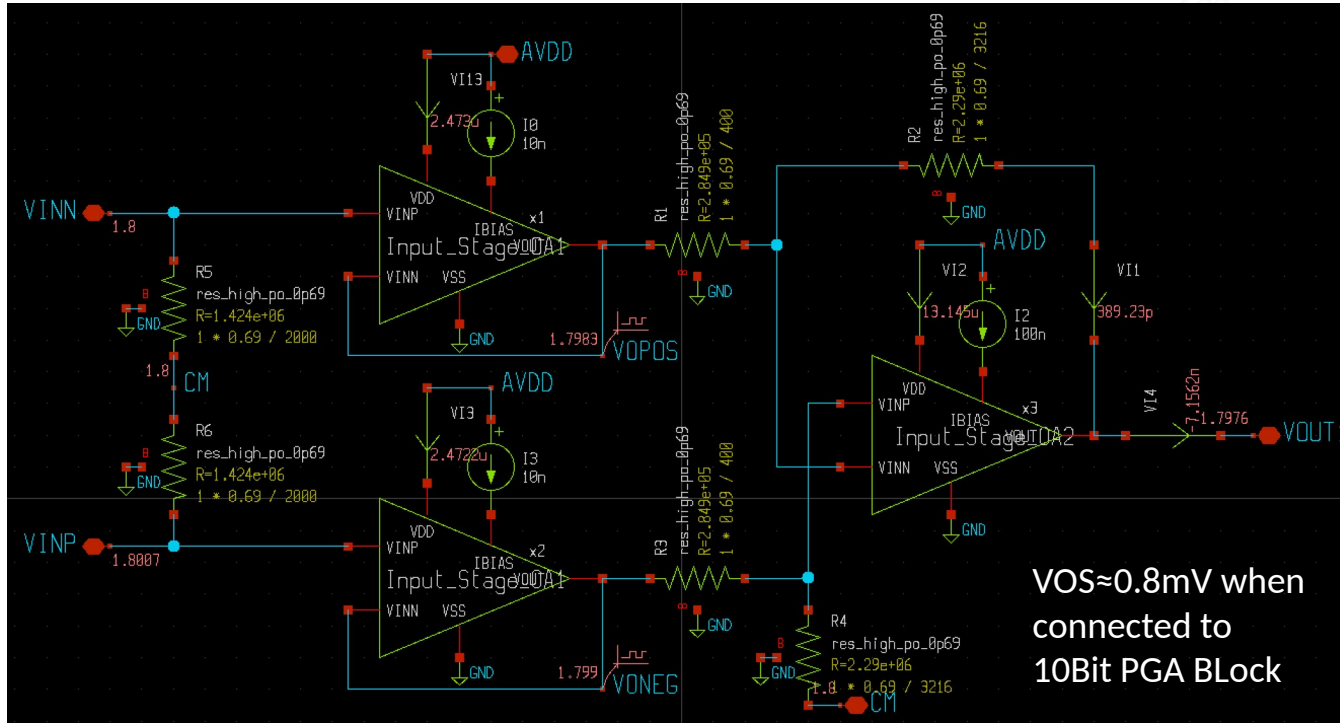 AVDD
VI13
2.473u
I0
10n
VINN
1.8
VDD
VINP
x1
IBIAS
Input_Stage_OA1
VOUT
VINN
VSS
GND
1.7983
VOPOS
R1
res_high_po_0p69
R=2.849e+05
1 * 0.69 / 400
B
GND
R2
res_high_po_0p69
R=2.29e+06
1 * 0.69 / 3216
B
GND
R5
res_high_po_0p69
R=1.424e+06
1 * 0.69 / 2000
B
GND
1.8
CM
R6
res_high_po_0p69
R=1.424e+06
1 * 0.69 / 2000
B
GND
VINP
1.8007
AVDD
VI3
2.4722u
I3
10n
VDD
VINP
x2
IBIAS
Input_Stage_OA1
VOUT
VINN
VSS
GND
1.799
VONEG
R3
res_high_po_0p69
R=2.849e+05
1 * 0.69 / 400
B
GND
AVDD
VI2
13.145u
I2
100n
VI1
389.23p
VDD
VINP
x3
IBIAS
Input_Stage_OA2
VOUT
VINN
VSS
GND
VI4
-7.1562n
1.7976
VOUT
R4
res_high_po_0p69
R=2.29e+06
1 * 0.69 / 3216
B
GND
1.8
CM
VOS≈0.8mV when
connected to
10Bit PGA BLock